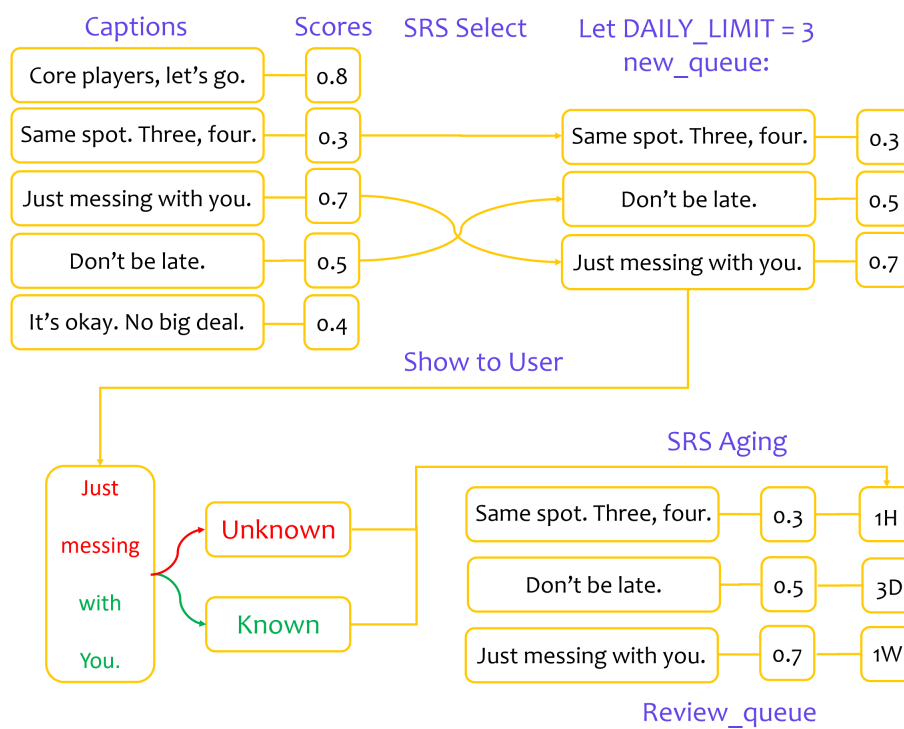 Captions
Scores
SRS Select
Let DAILY_LIMIT = 3
new_queue:
Core players, let's go.
0.8
Same spot. Three, four.
0.3
Same spot. Three, four.
0.3
Just messing with you.
0.7
Don't be late.
0.5
Don't be late.
0.5
Just messing with you.
0.7
It's okay. No big deal.
0.4
Show to User
SRS Aging
Just
messing
with
You.
Unknown
Known
Same spot. Three, four.
0.3
1H
Don't be late.
0.5
3D
Just messing with you.
0.7
1W
Review_queue